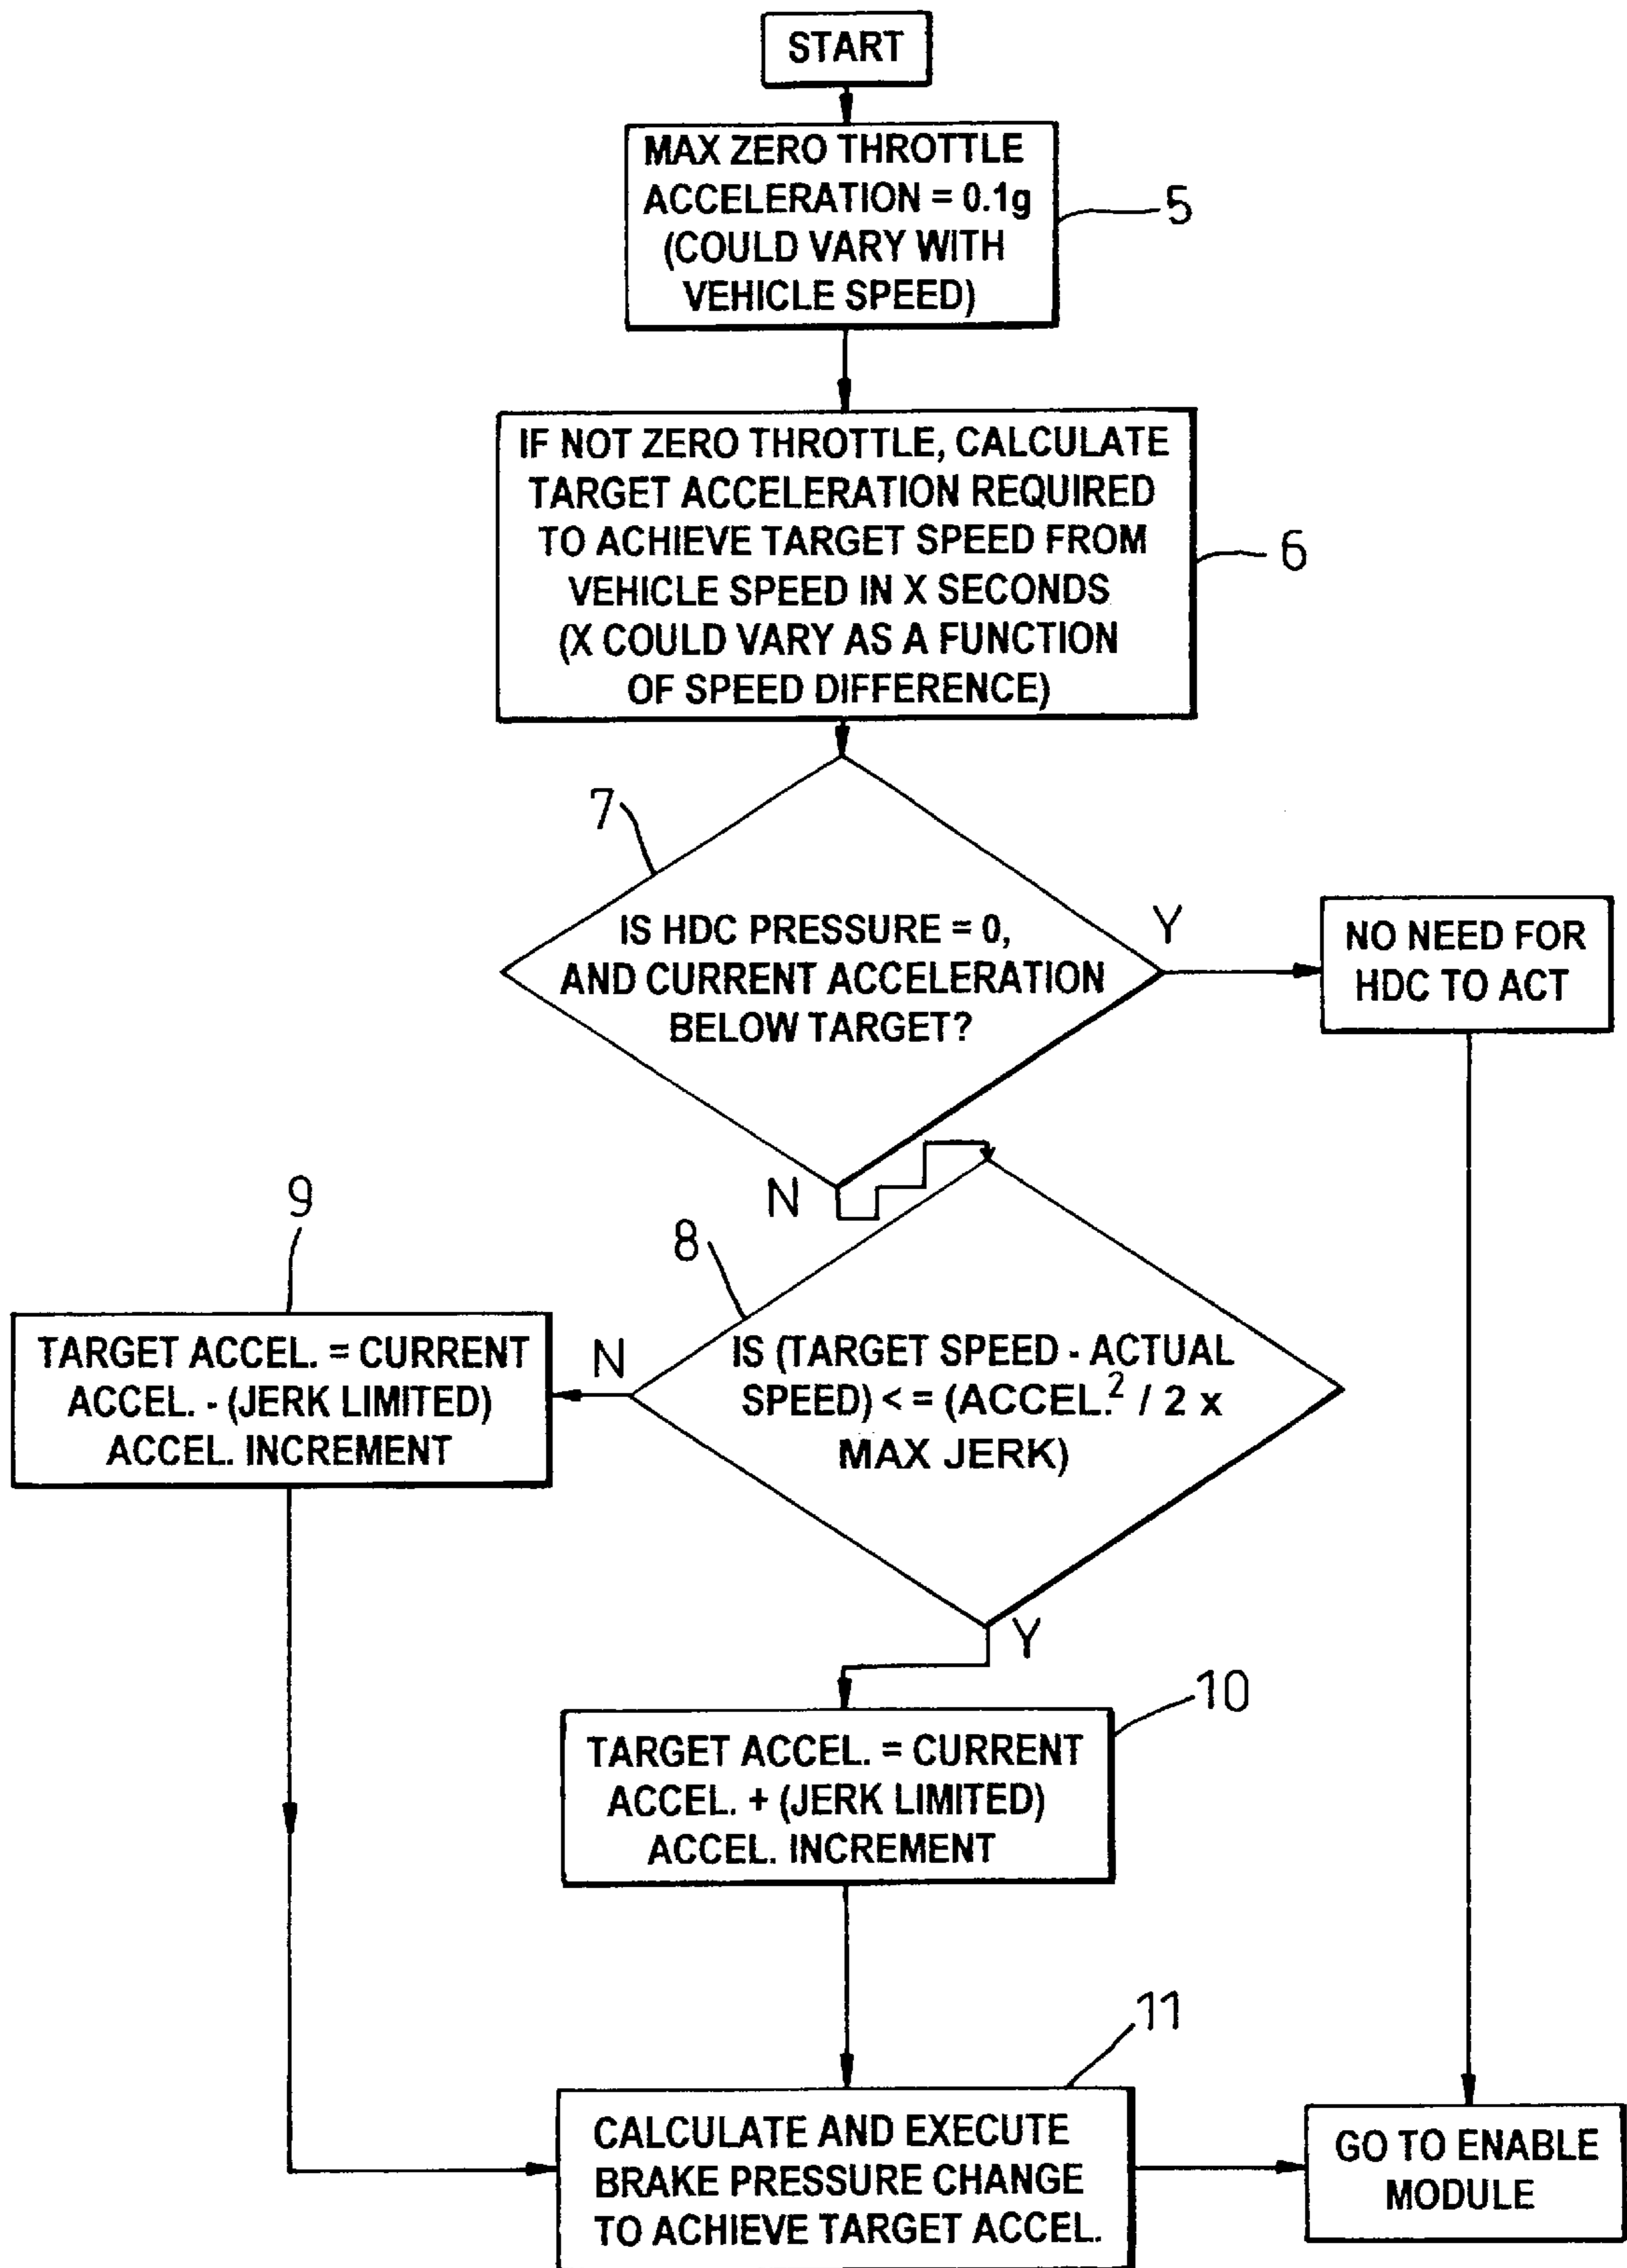 START
MAX ZERO THROTTLE
ACCELERATION = 0.1g
(COULD VARY WITH
VEHICLE SPEED)
5
IF NOT ZERO THROTTLE, CALCULATE
TARGET ACCELERATION REQUIRED
TO ACHIEVE TARGET SPEED FROM
VEHICLE SPEED IN X SECONDS
(X COULD VARY AS A FUNCTION
OF SPEED DIFFERENCE)
6
7
IS HDC PRESSURE = 0,
AND CURRENT ACCELERATION
BELOW TARGET?
Y
NO NEED FOR
HDC TO ACT
N
8
IS (TARGET SPEED - ACTUAL
SPEED) < = (ACCEL.² / 2 x
MAX JERK)
N
9
TARGET ACCEL. = CURRENT
ACCEL. - (JERK LIMITED)
ACCEL. INCREMENT
Y
10
TARGET ACCEL. = CURRENT
ACCEL. + (JERK LIMITED)
ACCEL. INCREMENT
11
CALCULATE AND EXECUTE
BRAKE PRESSURE CHANGE
TO ACHIEVE TARGET ACCEL.
GO TO ENABLE
MODULE